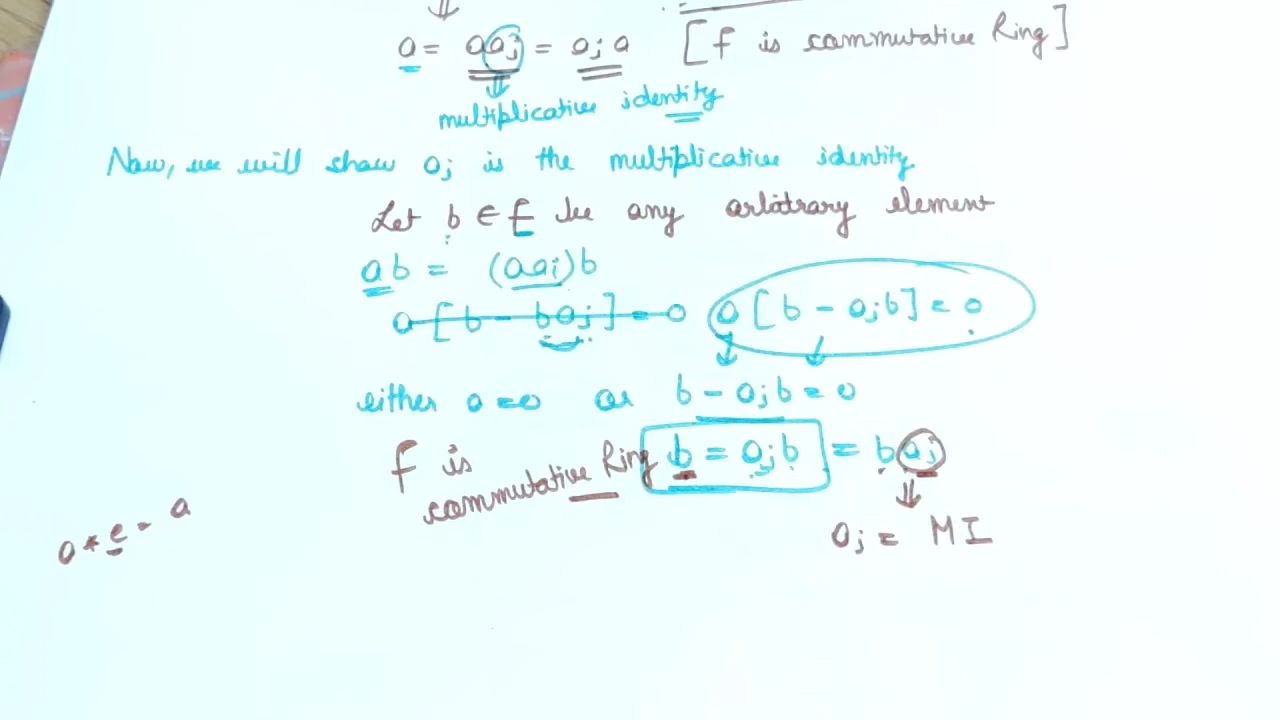 ⇓
a = aaj = aja [F is commutative Ring]
⇓
multiplicative identity
Now, we will show aj is the multiplicative identity
Let b ∈ F be any arbitrary element
ab = (aaj)b
a[b - baj] = 0 a[b - ajb] = 0
either a = 0 or b - ajb = 0
F is commutative Ring b = ajb = baj
⇓
a * e = a
aj = MI